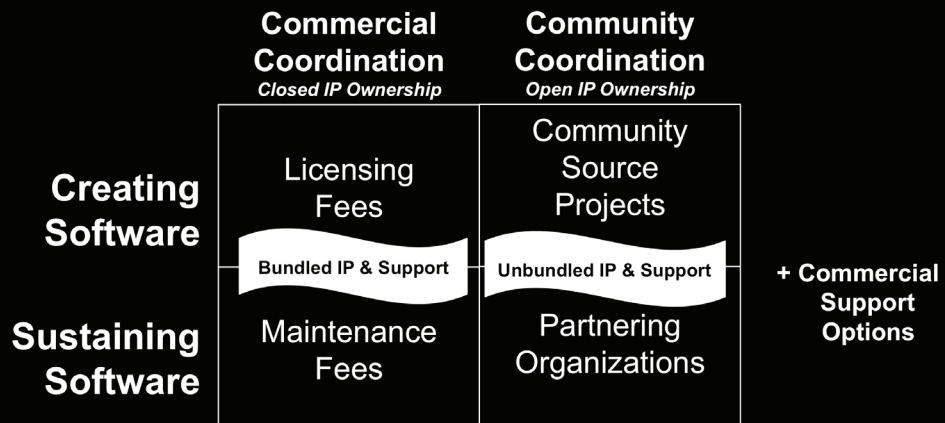 Commercial
Coordination
Closed IP Ownership
Community
Coordination
Open IP Ownership
Creating
Software
Licensing
Fees
Community
Source
Projects
Bundled IP & Support
Unbundled IP & Support
+ Commercial
Support
Options
Sustaining
Software
Maintenance
Fees
Partnering
Organizations